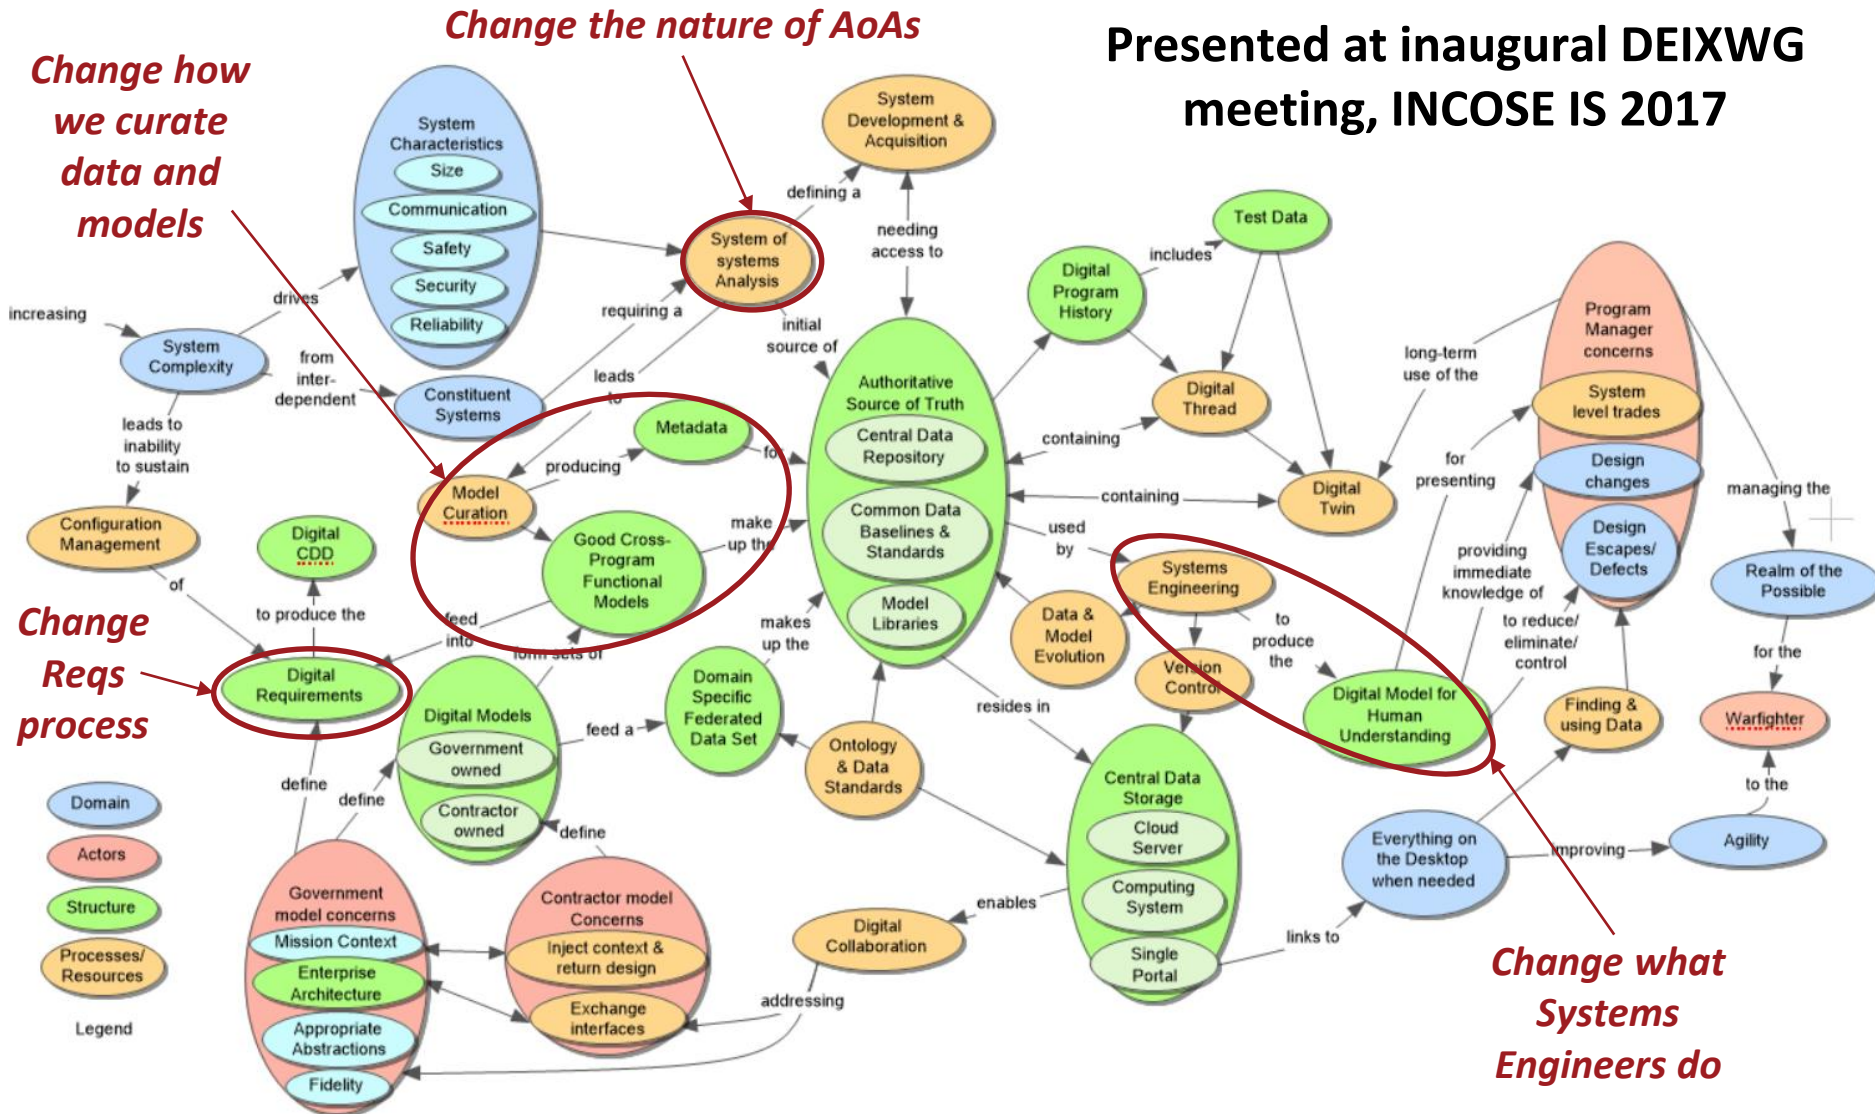 Change the nature of AoAs
Presented at inaugural DEIXWG
meeting, INCOSE IS 2017
Change how
we curate
data and
models
System
Characteristics
Size
Communication
Safety
Security
Reliability
System
Development &
Acquisition
defining a
needing
access to
System of
systems
Analysis
requiring a
initial
source of
leads
to
increasing
drives
System
Complexity
from
inter-
dependent
Constituent
Systems
leads to
inability
to sustain
Configuration
Management
of
Digital
CDD
to produce the
Change
Reqs
process
Digital
Requirements
Model
Curation
producing
Metadata
for
Good Cross-
Program
Functional
Models
make
up the
feed
into
form sets of
Authoritative
Source of Truth
Central Data
Repository
Common Data
Baselines &
Standards
Model
Libraries
Digital
Program
History
includes
Test Data
Digital
Thread
containing
containing
Digital
Twin
long-term
use of the
Program
Manager
concerns
System
level trades
Design
changes
Design
Escapes/
Defects
managing the
Realm of the
Possible
for the
Warfighter
to the
Agility
used
by
Systems
Engineering
Data &
Model
Evolution
Version
Control
to
produce
the
Digital Model for
Human
Understanding
for
presenting
providing
immediate
knowledge of
to reduce/
eliminate/
control
Finding &
using Data
makes
up the
Domain
Specific
Federated
Data Set
Ontology
& Data
Standards
resides in
Digital Models
Government
owned
Contractor
owned
feed a
define
define
define
Central Data
Storage
Cloud
Server
Computing
System
Single
Portal
enables
Digital
Collaboration
addressing
links to
Everything on
the Desktop
when needed
improving
Government
model concerns
Mission Context
Enterprise
Architecture
Appropriate
Abstractions
Fidelity
Contractor model
Concerns
Inject context &
return design
Exchange
interfaces
Domain
Actors
Structure
Processes/
Resources
Legend
Change what
Systems
Engineers do